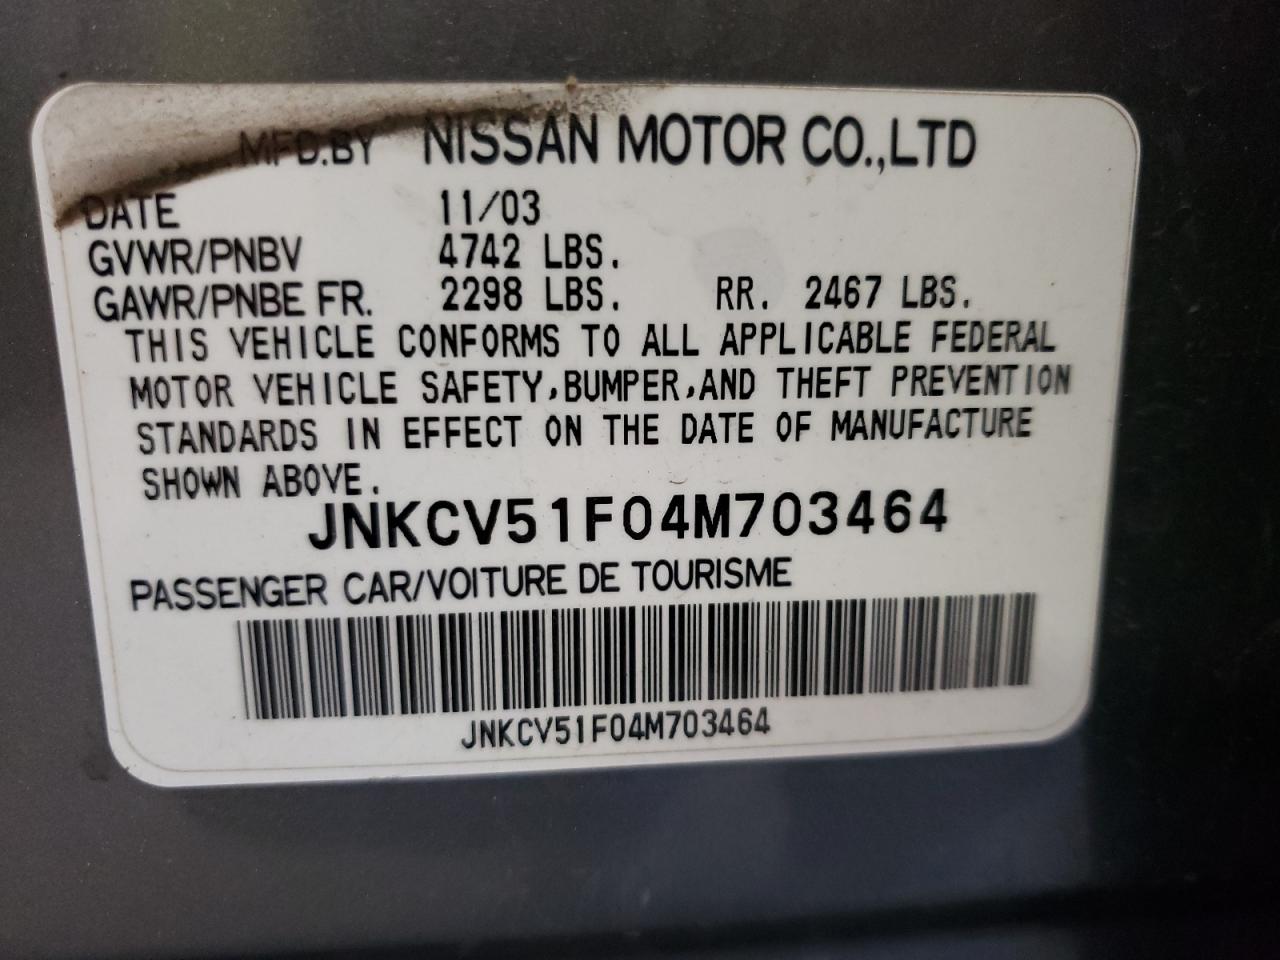 MFD.BY NISSAN MOTOR CO.,LTD
DATE 11/03
GVWR/PNBV 4742 LBS.
GAWR/PNBE FR. 2298 LBS. RR. 2467 LBS.
THIS VEHICLE CONFORMS TO ALL APPLICABLE FEDERAL
MOTOR VEHICLE SAFETY,BUMPER,AND THEFT PREVENTION
STANDARDS IN EFFECT ON THE DATE OF MANUFACTURE
SHOWN ABOVE.
JNKCV51F04M703464
PASSENGER CAR/VOITURE DE TOURISME
JNKCV51F04M703464